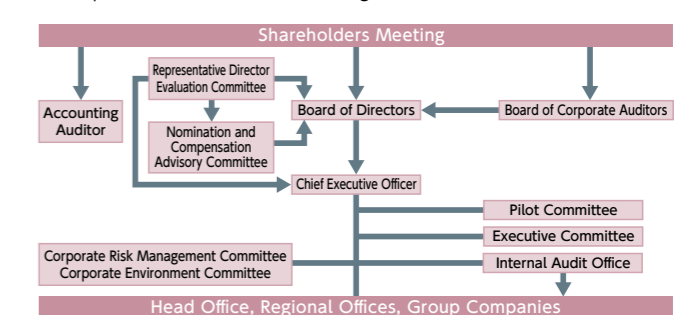 Shareholders Meeting
Representative Director
Evaluation Committee
Accounting
Auditor
Board of Directors
Board of Corporate Auditors
Nomination and
Compensation
Advisory Committee
Chief Executive Officer
Pilot Committee
Executive Committee
Corporate Risk Management Committee
Corporate Environment Committee
Internal Audit Office
Head Office, Regional Offices, Group Companies